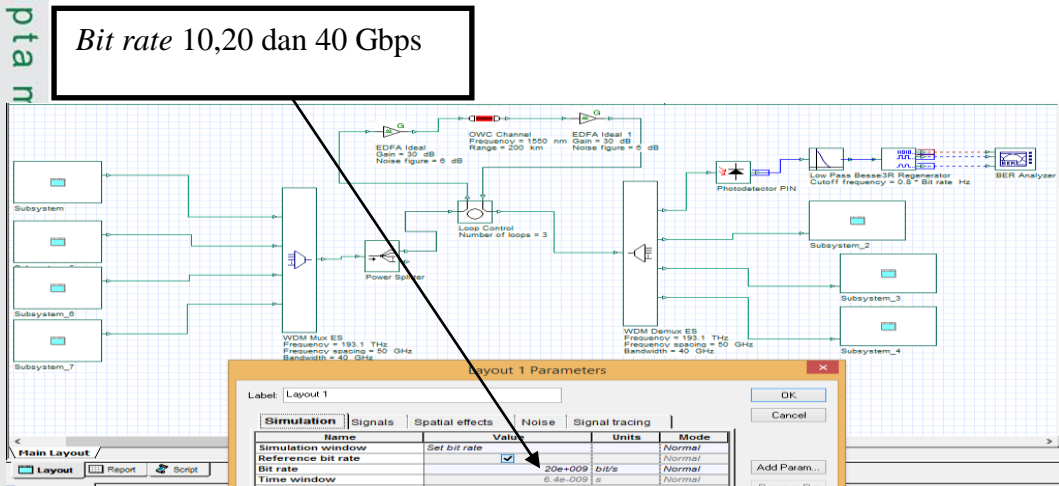 pta m
Bit rate 10,20 dan 40 Gbps
EDFA Ideal
Gain = 30 dB
Noise figure = 6 dB
OWC Channel
Frequency = 1550 nm
Range = 200 km
EDFA Ideal 1
Gain = 30 dB
Noise figure = 6 dB
Subsystem
Subsystem_6
Subsystem_7
WDM Mux ES
Frequency = 193.1 THz
Frequency spacing = 50 GHz
Bandwidth = 40 GHz
Power Splitter
Loop Control
Number of loops = 3
WDM Demux ES
Frequency = 193.1 THz
Frequency spacing = 50 GHz
Bandwidth = 40 GHz
Photodetector PIN
Low Pass Besse
Cutoff frequency = 0.8 * Bit rate Hz
3R Regenerator
BER Analyzer
Subsystem_2
Subsystem_3
Subsystem_4
Layout 1 Parameters
Label: Layout 1
OK
Cancel
Add Param...
Simulation Signals Spatial effects Noise Signal tracing
Name Value Units Mode
Simulation window Set bit rate Normal
Reference bit rate Normal
Bit rate 20e+009 bit/s Normal
Time window 6.4e-009 s Normal
Main Layout
Layout Report Script